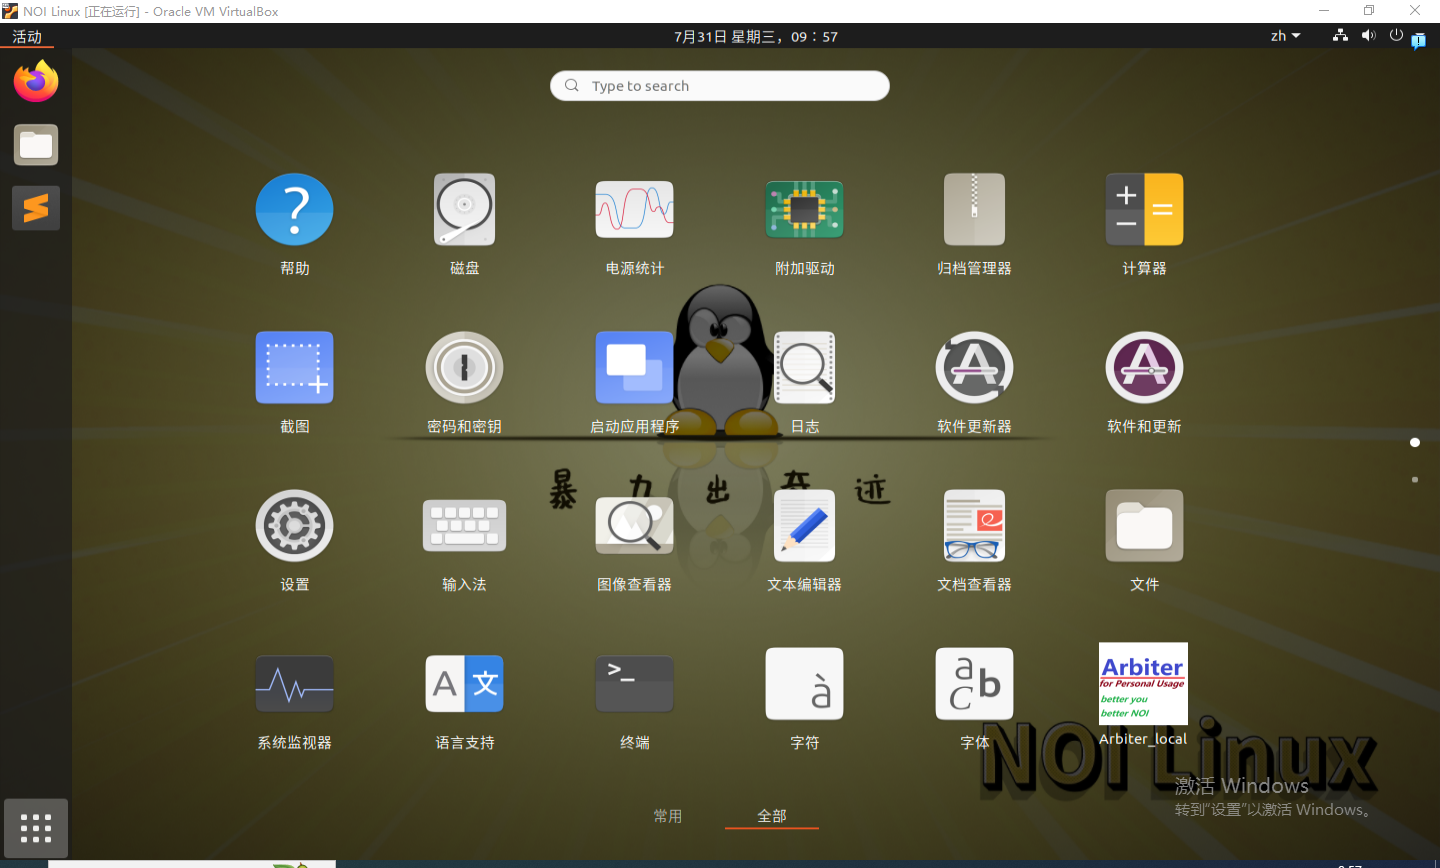 NOI Linux [正在运行] - Oracle VM VirtualBox
活动
7月31日 星期三，09：57
zh
Type to search
帮助
磁盘
电源统计
附加驱动
归档管理器
计算器
截图
密码和密钥
启动应用程序
日志
软件更新器
软件和更新
暴力出奇迹
设置
输入法
图像查看器
文本编辑器
文档查看器
文件
Arbiter
for Personal Usage
better you
better NOI
系统监视器
语言支持
终端
字符
字体
Arbiter_local
NOI Linux
激活 Windows
转到“设置”以激活 Windows。
常用
全部